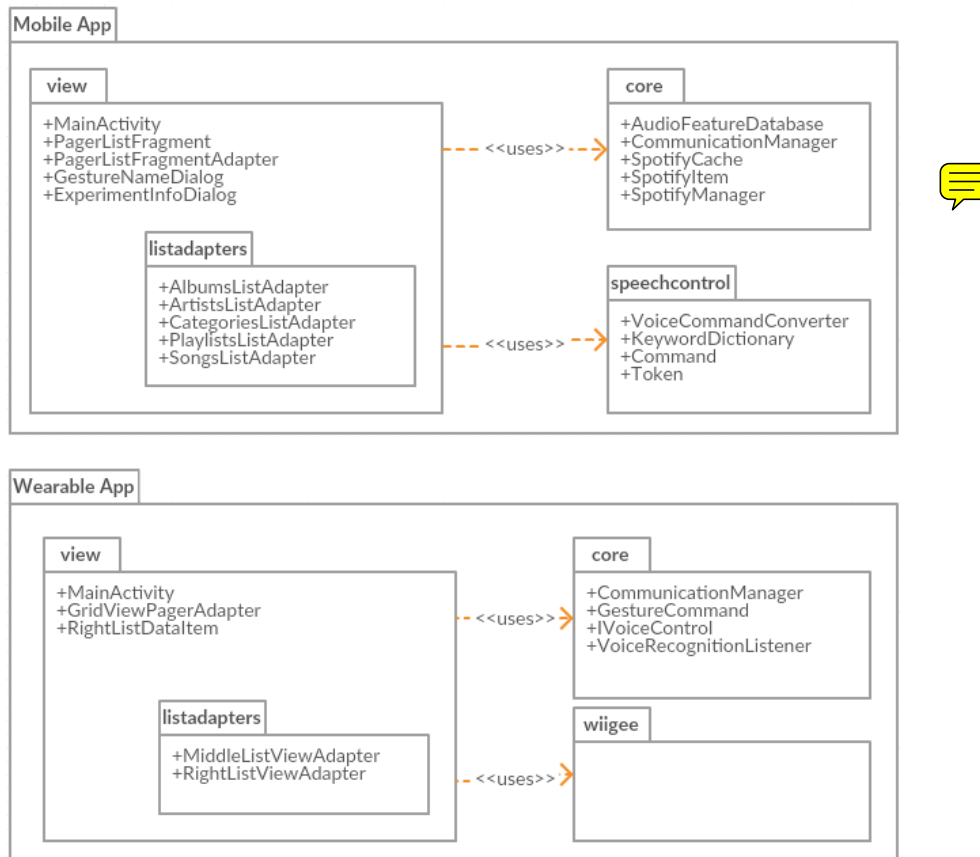 Mobile App
view
+MainActivity
+PagerListFragment
+PagerListFragmentAdapter
+GestureNameDialog
+ExperimentInfoDialog
listadapters
+AlbumsListAdapter
+ArtistsListAdapter
+CategoriesListAdapter
+PlaylistsListAdapter
+SongsListAdapter
<<uses>>
core
+AudioFeatureDatabase
+CommunicationManager
+SpotifyCache
+SpotifyItem
+SpotifyManager
<<uses>>
speechcontrol
+VoiceCommandConverter
+KeywordDictionary
+Command
+Token
Wearable App
view
+MainActivity
+GridViewPagerAdapter
+RightListDataItem
listadapters
+MiddleListViewAdapter
+RightListViewAdapter
<<uses>>
core
+CommunicationManager
+GestureCommand
+IVoiceControl
+VoiceRecognitionListener
<<uses>>
wiigee